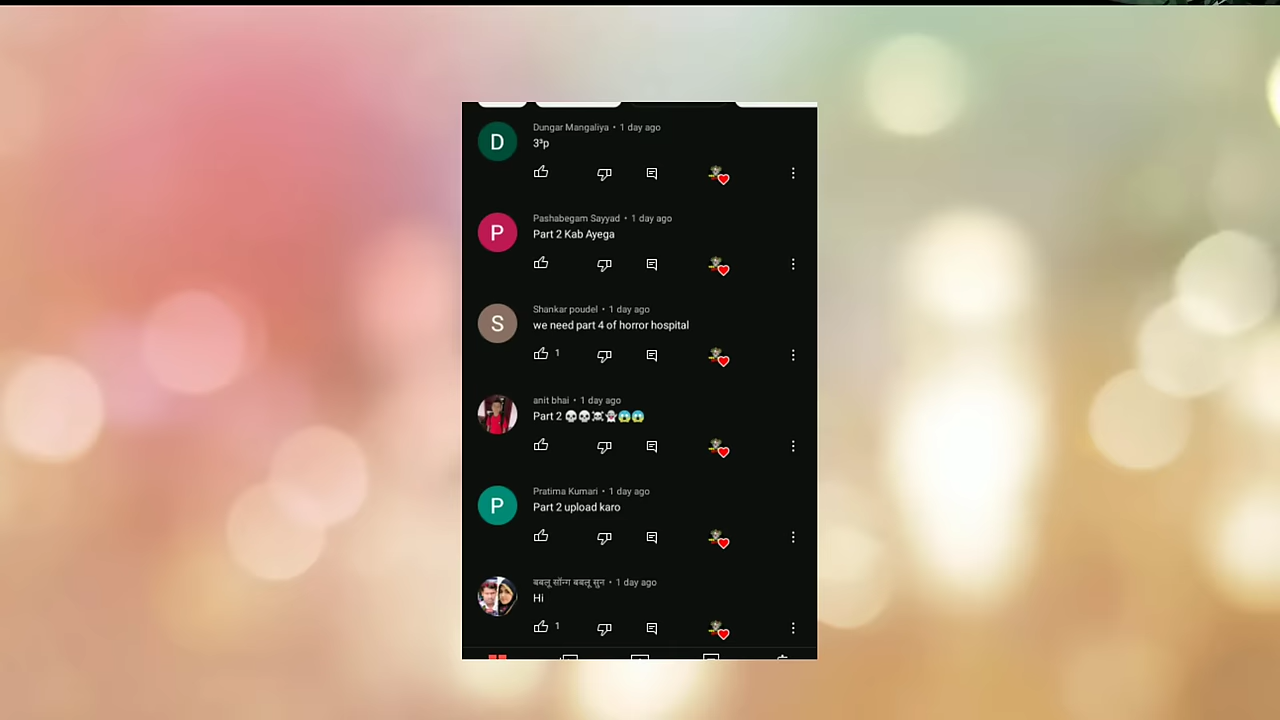 D
Dungar Mangaliya • 1 day ago
3³p
P
Pashabegam Sayyad • 1 day ago
Part 2 Kab Ayega
S
Shankar poudel • 1 day ago
we need part 4 of horror hospital
1
anit bhai • 1 day ago
Part 2 💀💀☠👻😱😱
P
Pratima Kumari • 1 day ago
Part 2 upload karo
बबलू सॉन्ग बबलू सुन • 1 day ago
Hi
1